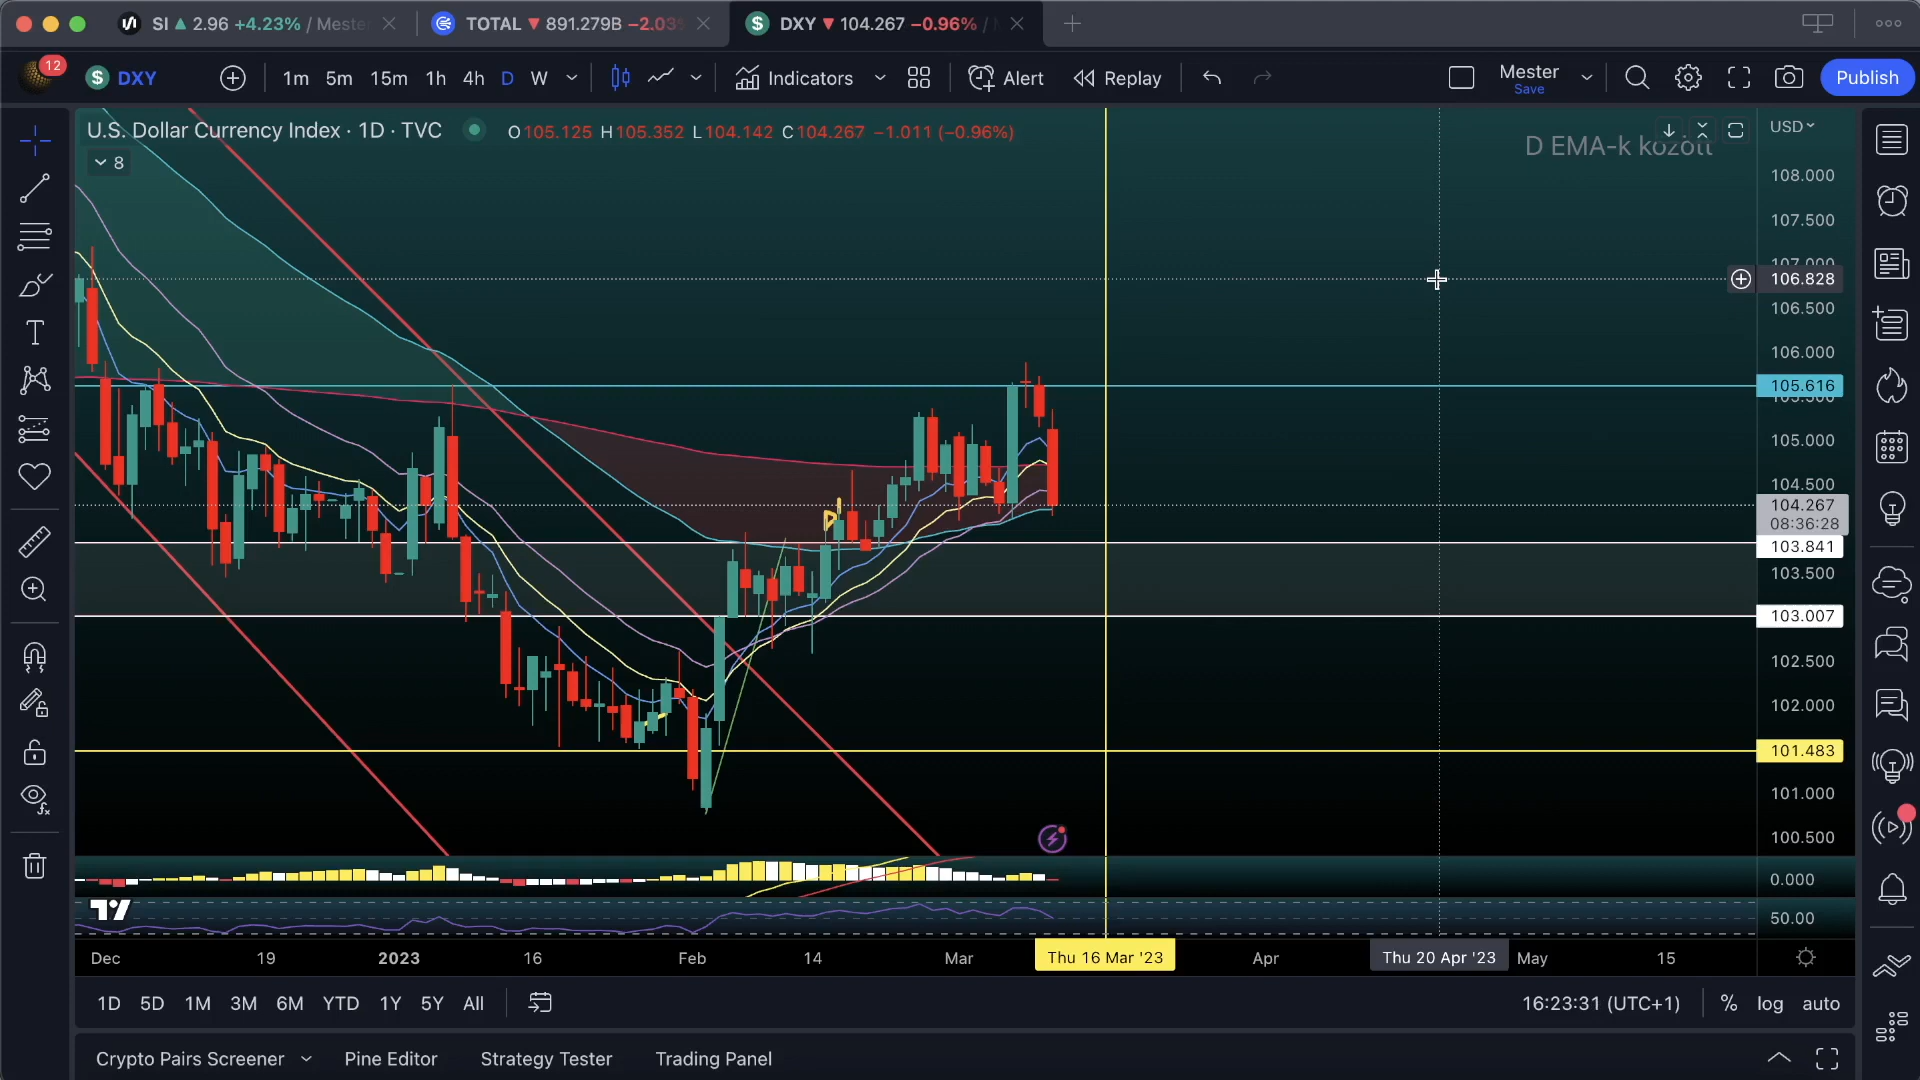 SI ▲ 2.96 +4.23% / Meste
TOTAL ▼ 891.279B −2.03
DXY ▼ 104.267 −0.96% /
12
DXY
1m 5m 15m 1h 4h D W
Indicators
Alert
Replay
Mester
Save
Publish
U.S. Dollar Currency Index · 1D · TVC
O105.125 H105.352 L104.142 C104.267 −1.011 (−0.96%)
8
D EMA-k között
USD
108.000
107.500
107.000
106.828
106.500
106.000
105.616
105.500
105.000
104.500
104.267
08:36:28
103.841
103.500
103.007
102.500
102.000
101.483
101.000
100.500
0.000
50.00
Dec 19 2023 16 Feb 14 Mar Thu 16 Mar '23 Apr Thu 20 Apr '23 May 15
1D 5D 1M 3M 6M YTD 1Y 5Y All
16:23:31 (UTC+1) % log auto
Crypto Pairs Screener Pine Editor Strategy Tester Trading Panel